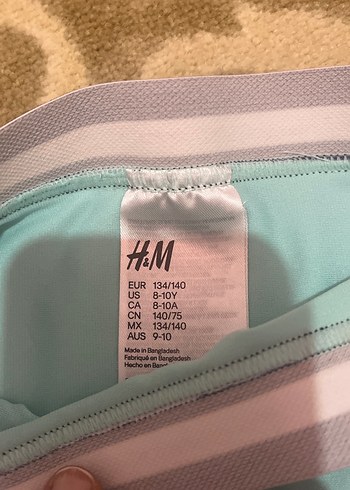 H&M
EUR 134/140
US 8-10Y
CA 8-10A
CN 140/75
MX 134/140
AUS 9-10
Made in Bangladesh
Fabriqué en Bangladesh
Hecho en Bangladesh